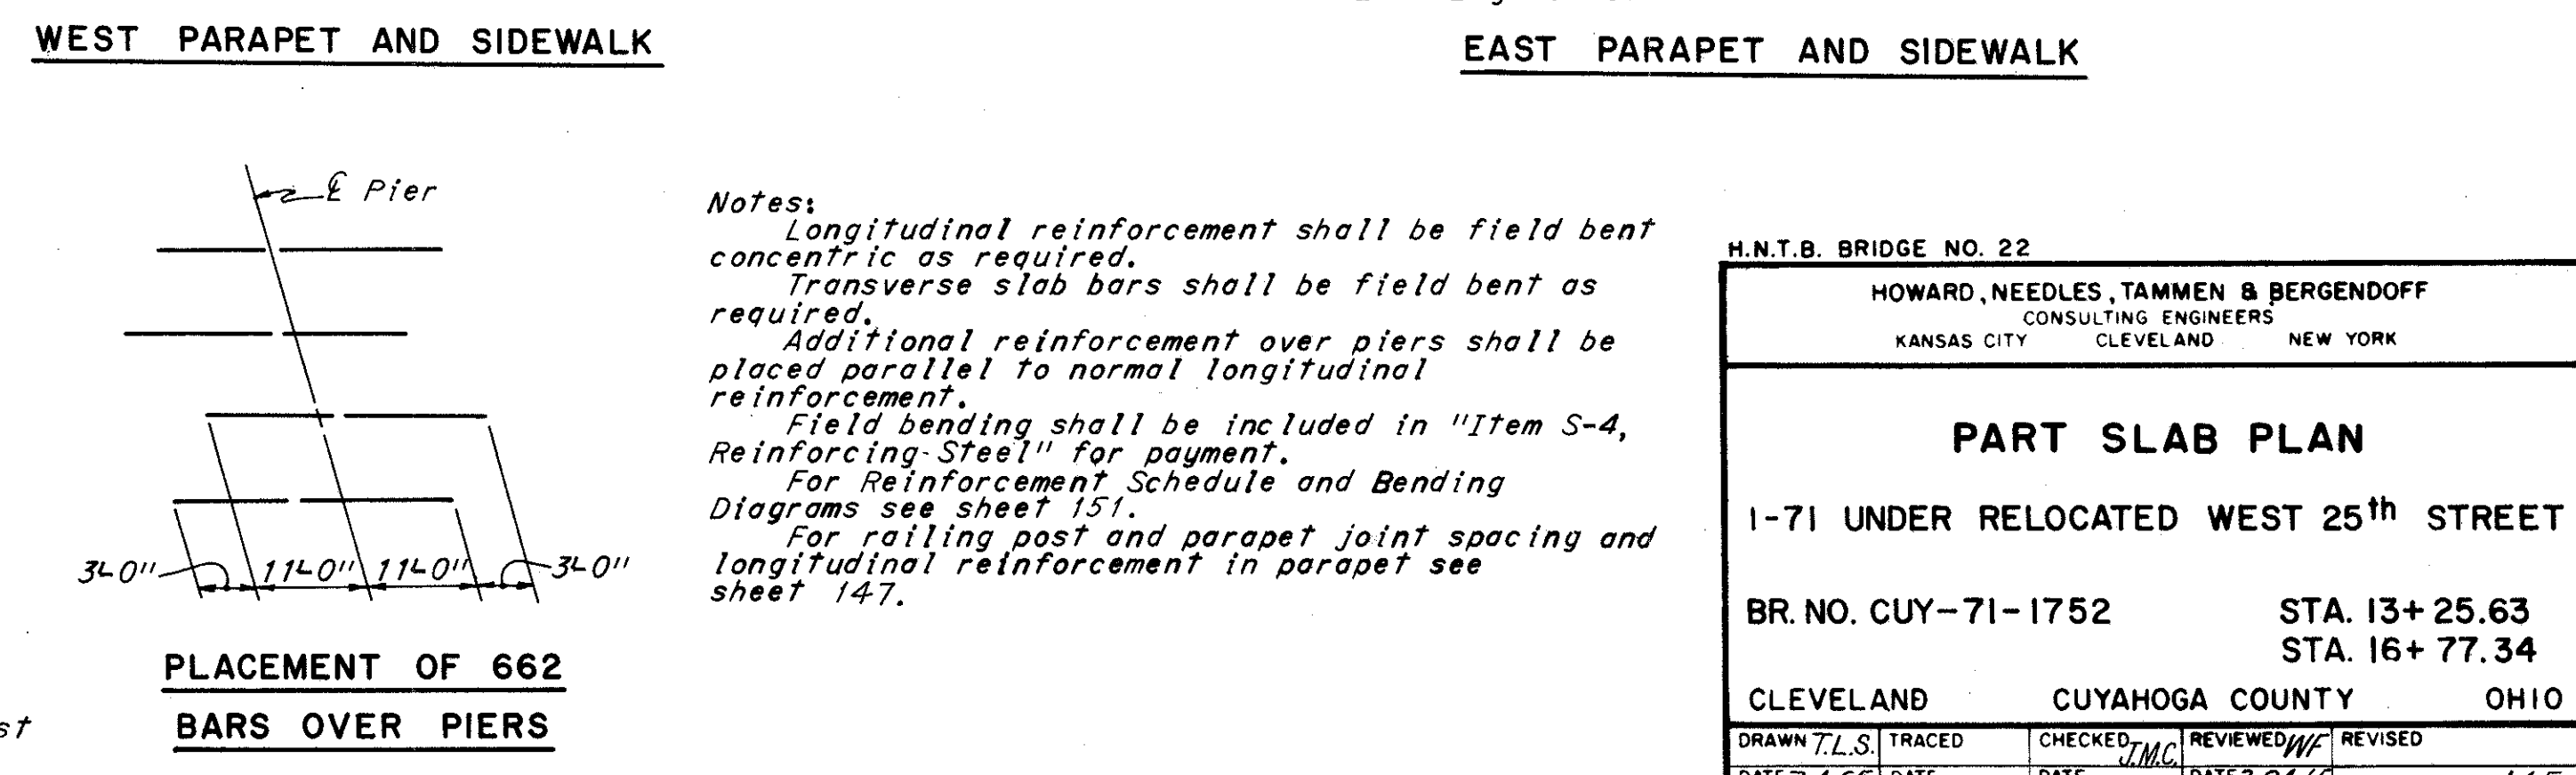 WEST PARAPET AND SIDEWALK
EAST PARAPET AND SIDEWALK
℄ Pier
3'-0" 11'-0" 11'-0" 3'-0"
PLACEMENT OF 662
BARS OVER PIERS
Notes:
Longitudinal reinforcement shall be field bent
concentric as required.
Transverse slab bars shall be field bent as
required.
Additional reinforcement over piers shall be
placed parallel to normal longitudinal
reinforcement.
Field bending shall be included in "Item S-4,
Reinforcing-Steel" for payment.
For Reinforcement Schedule and Bending
Diagrams see sheet 151.
For railing post and parapet joint spacing and
longitudinal reinforcement in parapet see
sheet 147.
H.N.T.B. BRIDGE NO. 22
HOWARD, NEEDLES, TAMMEN & BERGENDOFF
CONSULTING ENGINEERS
KANSAS CITY CLEVELAND NEW YORK
PART SLAB PLAN
I-71 UNDER RELOCATED WEST 25th STREET
BR. NO. CUY-71-1752 STA. 13+25.63
STA. 16+77.34
CLEVELAND CUYAHOGA COUNTY OHIO
DRAWN T.L.S. TRACED CHECKED J.M.C. REVIEWED WF REVISED
DATE DATE DATE DATE